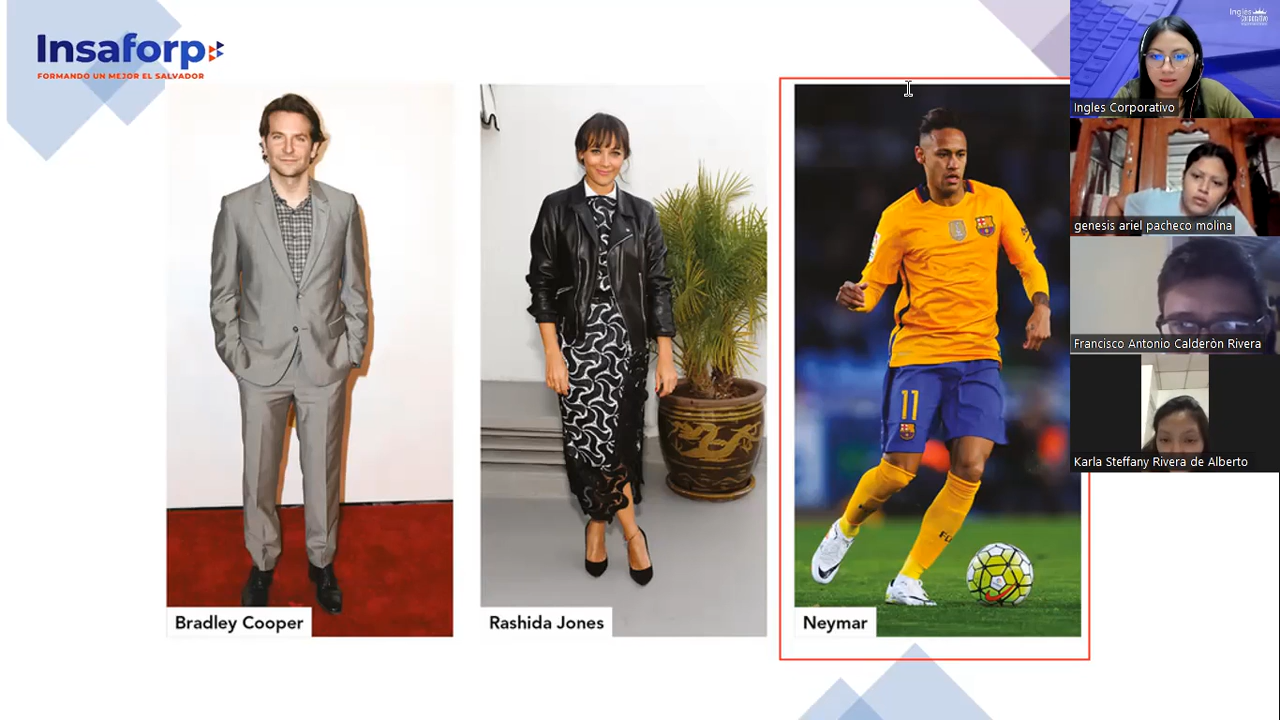 Insaforp
FORMANDO UN MEJOR EL SALVADOR
Bradley Cooper
Rashida Jones
11
Neymar
Ingles Corporativo
genesis ariel pacheco molina
Francisco Antonio Calderòn Rivera
Karla Steffany Rivera de Alberto